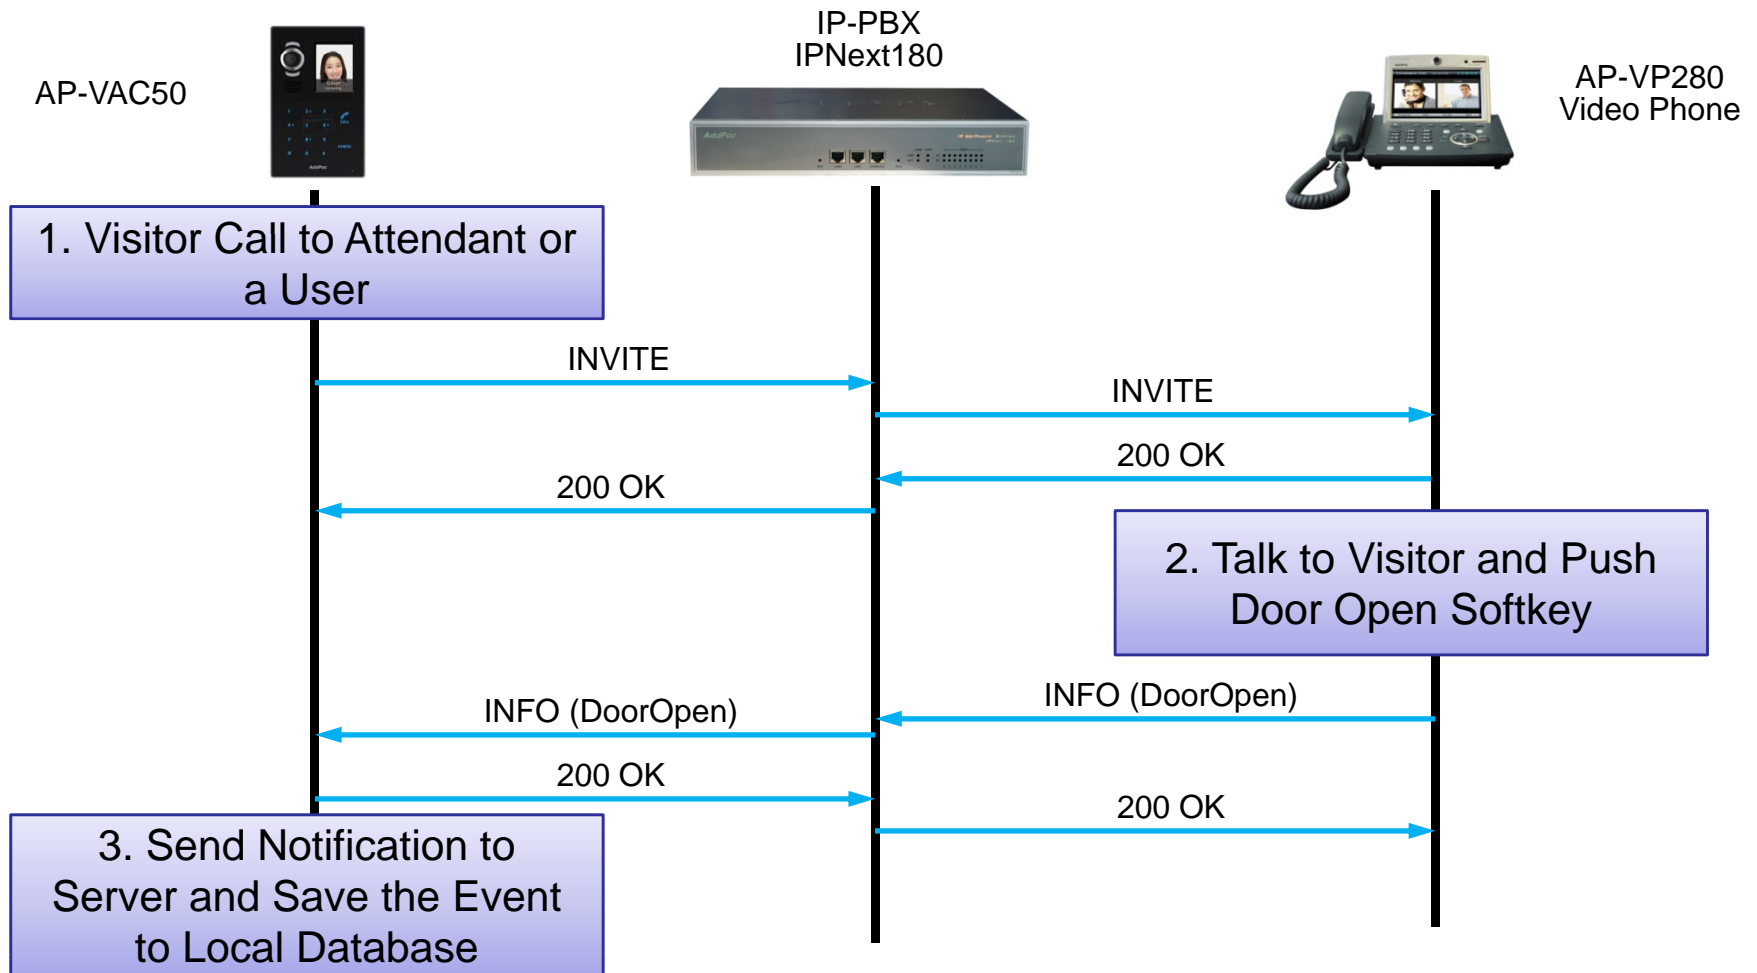 IP-PBX
IPNext180
AP-VAC50
AP-VP280
Video Phone
AddPac
AddPac
1. Visitor Call to Attendant or
a User
INVITE
INVITE
200 OK
200 OK
2. Talk to Visitor and Push
Door Open Softkey
INFO (DoorOpen)
INFO (DoorOpen)
200 OK
200 OK
3. Send Notification to
Server and Save the Event
to Local Database